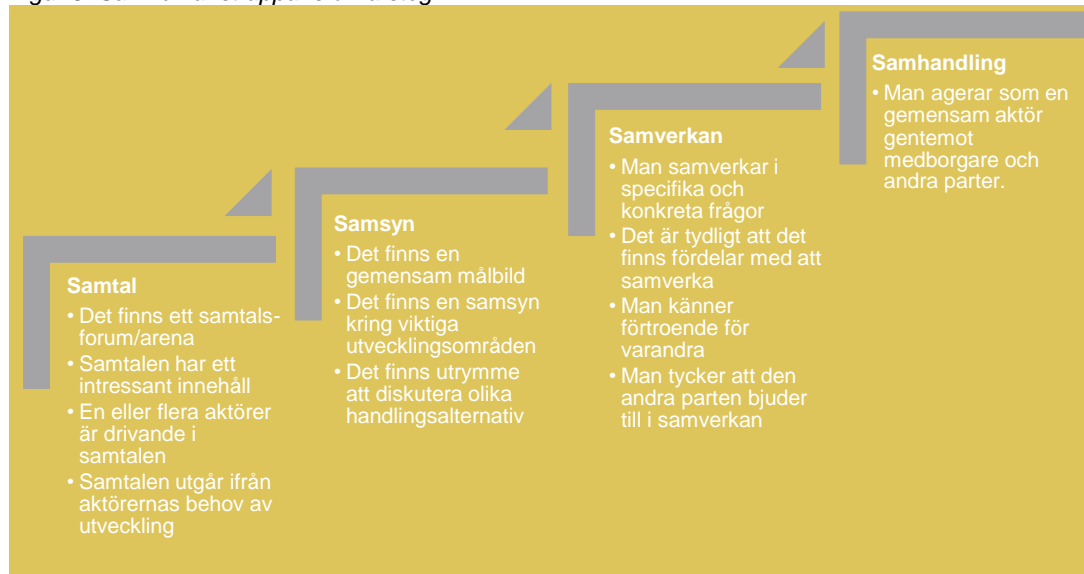 Samtal
• Det finns ett samtals-
forum/arena
• Samtalen har ett
intressant innehåll
• En eller flera aktörer
är drivande i
samtalen
• Samtalen utgår ifrån
aktörernas behov av
utveckling
Samsyn
• Det finns en
gemensam målbild
• Det finns en samsyn
kring viktiga
utvecklingsområden
• Det finns utrymme
att diskutera olika
handlingsalternativ
Samverkan
• Man samverkar i
specifika och
konkreta frågor
• Det är tydligt att det
finns fördelar med att
samverka
• Man känner
förtroende för
varandra
• Man tycker att den
andra parten bjuder
till i samverkan
Samhandling
• Man agerar som en
gemensam aktör
gentemot
medborgare och
andra parter.